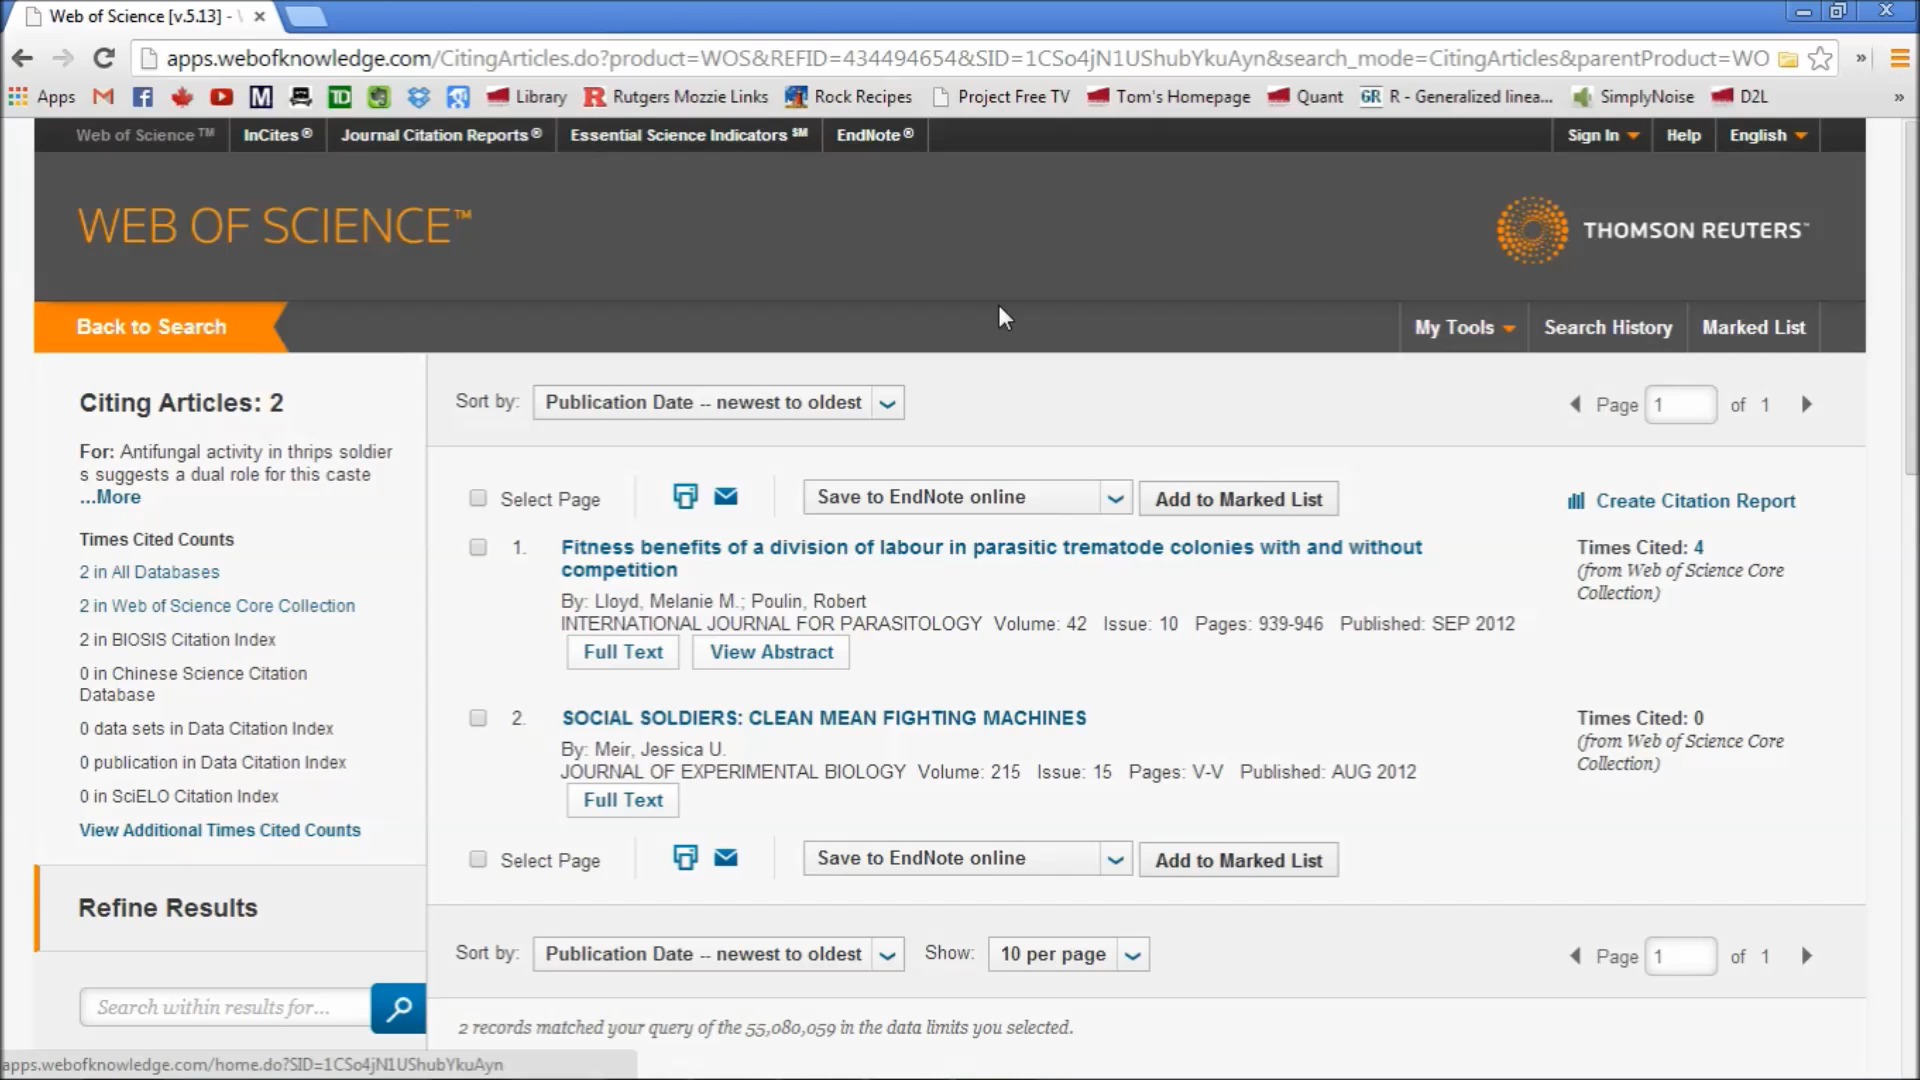 Web of Science [v.5.13] -
apps.webofknowledge.com/CitingArticles.do?product=WOS&REFID=434494654&SID=1CSo4jN1UShubYkuAyn&search_mode=CitingArticles&parentProduct=WO
Apps Library Rutgers Mozzie Links Rock Recipes Project Free TV Tom's Homepage Quant R - Generalized linea... SimplyNoise D2L
Web of Science™ InCites® Journal Citation Reports® Essential Science Indicators℠ EndNote® Sign In Help English
WEB OF SCIENCE™
THOMSON REUTERS™
Back to Search My Tools Search History Marked List
Citing Articles: 2
For: Antifungal activity in thrips soldier
s suggests a dual role for this caste
...More
Times Cited Counts
2 in All Databases
2 in Web of Science Core Collection
2 in BIOSIS Citation Index
0 in Chinese Science Citation
Database
0 data sets in Data Citation Index
0 publication in Data Citation Index
0 in SciELO Citation Index
View Additional Times Cited Counts
Refine Results
Search within results for...
Sort by: Publication Date -- newest to oldest Page 1 of 1
Select Page Save to EndNote online Add to Marked List Create Citation Report
1. Fitness benefits of a division of labour in parasitic trematode colonies with and without
competition
By: Lloyd, Melanie M.; Poulin, Robert
INTERNATIONAL JOURNAL FOR PARASITOLOGY Volume: 42 Issue: 10 Pages: 939-946 Published: SEP 2012
Full Text View Abstract
Times Cited: 4
(from Web of Science Core
Collection)
2. SOCIAL SOLDIERS: CLEAN MEAN FIGHTING MACHINES
By: Meir, Jessica U.
JOURNAL OF EXPERIMENTAL BIOLOGY Volume: 215 Issue: 15 Pages: V-V Published: AUG 2012
Full Text
Times Cited: 0
(from Web of Science Core
Collection)
Select Page Save to EndNote online Add to Marked List
Sort by: Publication Date -- newest to oldest Show: 10 per page Page 1 of 1
2 records matched your query of the 55,080,059 in the data limits you selected.
apps.webofknowledge.com/home.do?SID=1CSo4jN1UShubYkuAyn